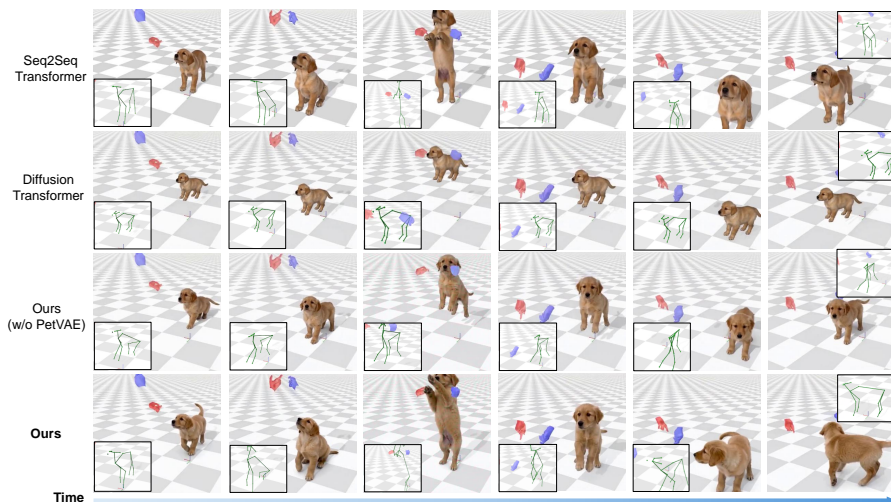 Seq2Seq
Transformer
Diffusion
Transformer
Ours
(w/o PetVAE)
Ours
Time